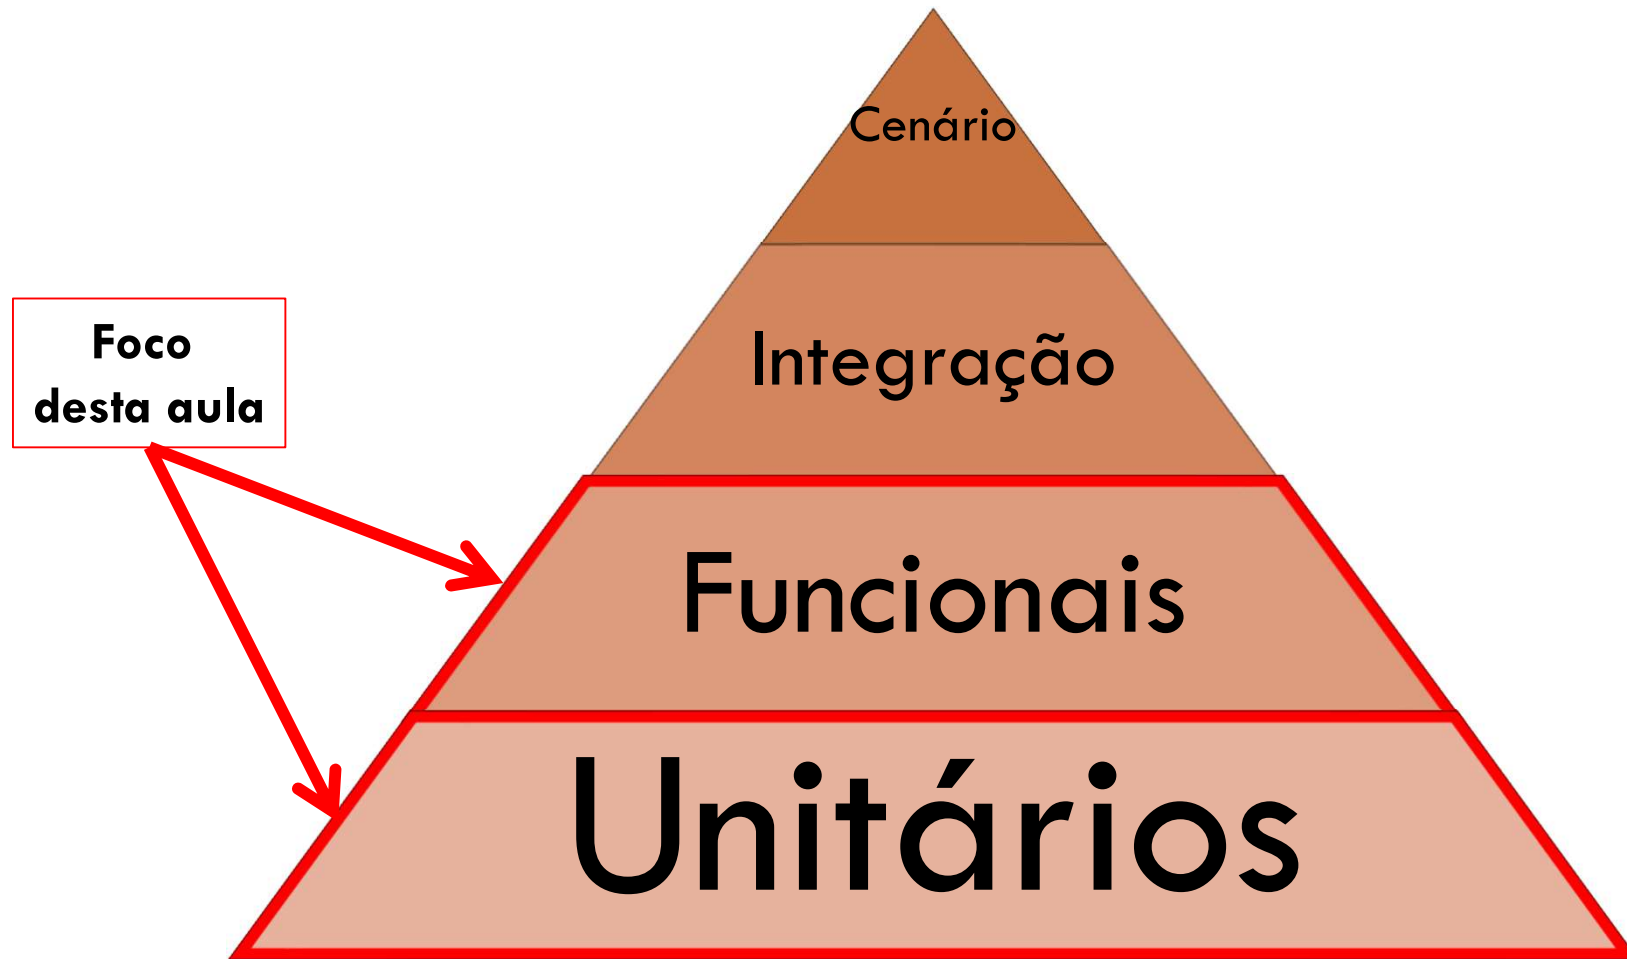 Cenário
Integração
Foco
desta aula
Funcionais
Unitários